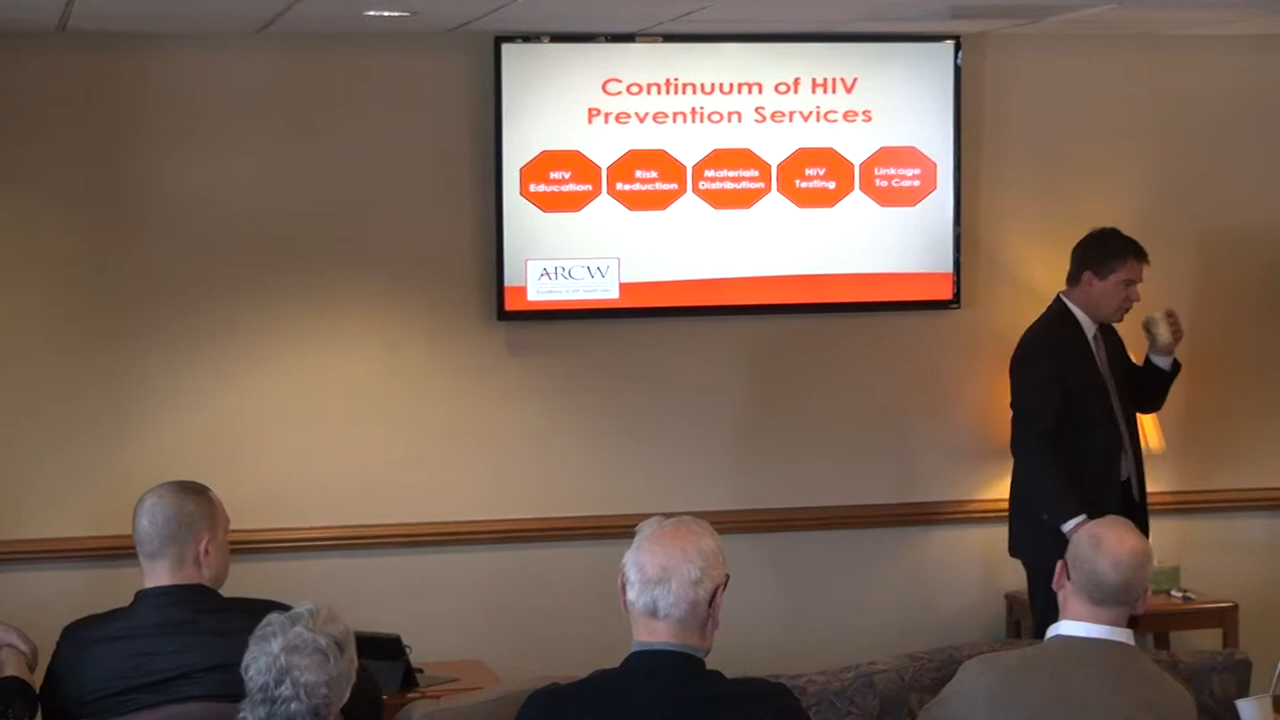 Continuum of HIV
Prevention Services
HIV
Education
Risk
Reduction
Materials
Distribution
HIV
Testing
Linkage
To Care
ARCW